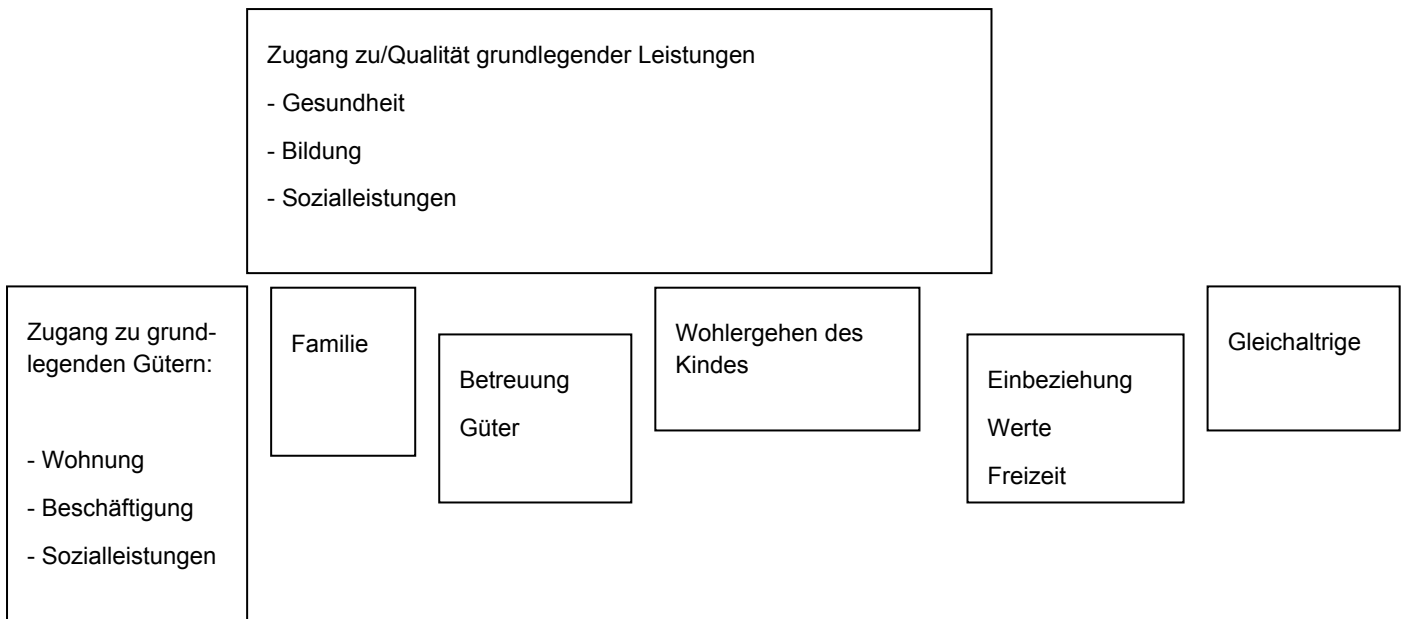 Zugang zu/Qualität grundlegender Leistungen
- Gesundheit
- Bildung
- Sozialleistungen
Zugang zu grund-
legenden Gütern:
- Wohnung
- Beschäftigung
- Sozialleistungen
Familie
Betreuung
Güter
Wohlergehen des
Kindes
Einbeziehung
Werte
Freizeit
Gleichaltrige